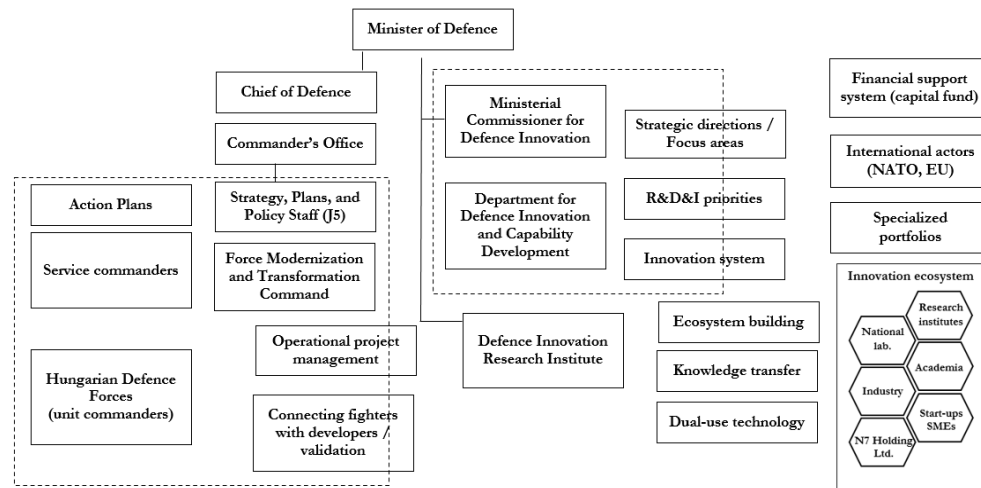 Minister of Defence
Chief of Defence
Commander's Office
Action Plans
Strategy, Plans, and
Policy Staff (J5)
Service commanders
Force Modernization
and Transformation
Command
Operational project
management
Hungarian Defence
Forces
(unit commanders)
Connecting fighters
with developers /
validation
Ministerial
Commissioner for
Defence Innovation
Strategic directions /
Focus areas
Department for
Defence Innovation
and Capability
Development
R&D&I priorities
Innovation system
Defence Innovation
Research Institute
Ecosystem building
Knowledge transfer
Dual-use technology
Financial support
system (capital fund)
International actors
(NATO, EU)
Specialized
portfolios
Innovation ecosystem
Research
institutes
National
lab.
Academia
Industry
Start-ups
SMEs
N7 Holding
Ltd.